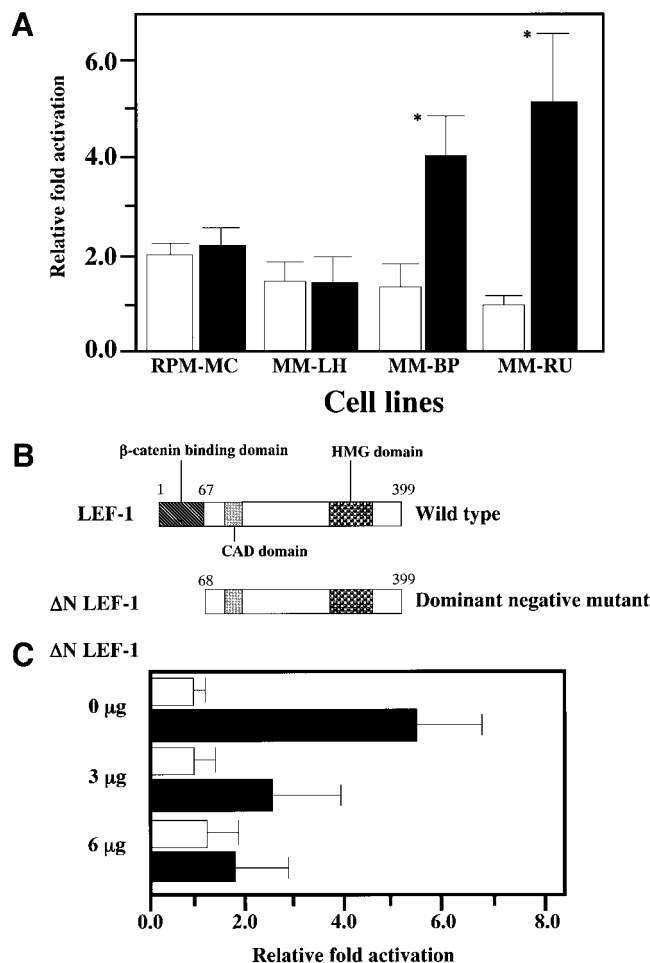 A
Relative fold activation
6.0
4.0
2.0
0.0
*
*
RPM-MC MM-LH MM-BP MM-RU
Cell lines
B
β-catenin binding domain HMG domain
1 67 399
LEF-1 Wild type
CAD domain
68 399
ΔN LEF-1 Dominant negative mutant
C
ΔN LEF-1
0 μg
3 μg
6 μg
0.0 2.0 4.0 6.0 8.0
Relative fold activation